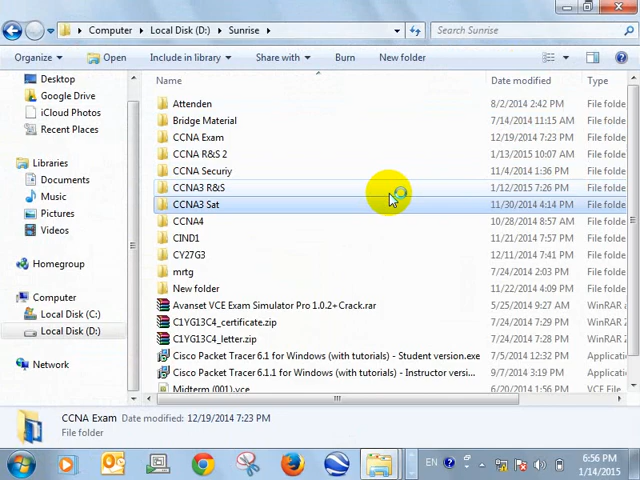 Computer ▸ Local Disk (D:) ▸ Sunrise ▸
Search Sunrise
Organize Open Include in library Share with Burn New folder
Name Date modified Type
Desktop
Google Drive
iCloud Photos
Recent Places
Libraries
Documents
Music
Pictures
Videos
Homegroup
Computer
Local Disk (C:)
Local Disk (D:)
Network
Attenden 8/2/2014 2:42 PM File folde
Bridge Material 7/14/2014 11:15 AM File folde
CCNA Exam 12/19/2014 7:23 PM File folde
CCNA R&S 2 1/13/2015 10:07 AM File folde
CCNA Securiy 11/4/2014 1:36 PM File folde
CCNA3 R&S 1/12/2015 7:26 PM File folde
CCNA3 Sat 11/30/2014 4:14 PM File folde
CCNA4 10/28/2014 8:57 AM File folde
CIND1 11/21/2014 7:57 PM File folde
CY27G3 12/11/2014 7:41 PM File folde
mrtg 7/24/2014 2:03 PM File folde
New folder 11/22/2014 4:09 PM File folde
Avanset VCE Exam Simulator Pro 1.0.2+Crack.rar 5/25/2014 9:27 AM WinRAR
C1YG13C4_certificate.zip 7/24/2014 1:22 PM WinRAR
C1YG13C4_letter.zip 7/24/2014 1:22 PM WinRAR
Cisco Packet Tracer 6.1 for Windows (with tutorials) - Student version.exe 7/5/2014 12:32 PM Applicati
Cisco Packet Tracer 6.1.1 for Windows (with tutorials) - Instructor versi... 9/7/2014 3:19 PM Applicati
Midterm (001).vce 6/20/2014 1:56 PM VCE File
CCNA Exam Date modified: 12/19/2014 7:23 PM
File folder
EN
6:56 PM
1/14/2015